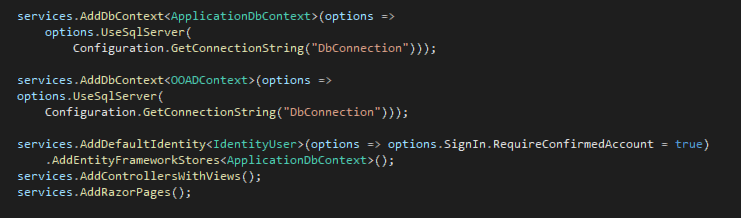 services.AddDbContext<ApplicationDbContext>(options =>
    options.UseSqlServer(
        Configuration.GetConnectionString("DbConnection")));

services.AddDbContext<OOADContext>(options =>
options.UseSqlServer(
    Configuration.GetConnectionString("DbConnection")));

services.AddDefaultIdentity<IdentityUser>(options => options.SignIn.RequireConfirmedAccount = true)
    .AddEntityFrameworkStores<ApplicationDbContext>();
services.AddControllersWithViews();
services.AddRazorPages();